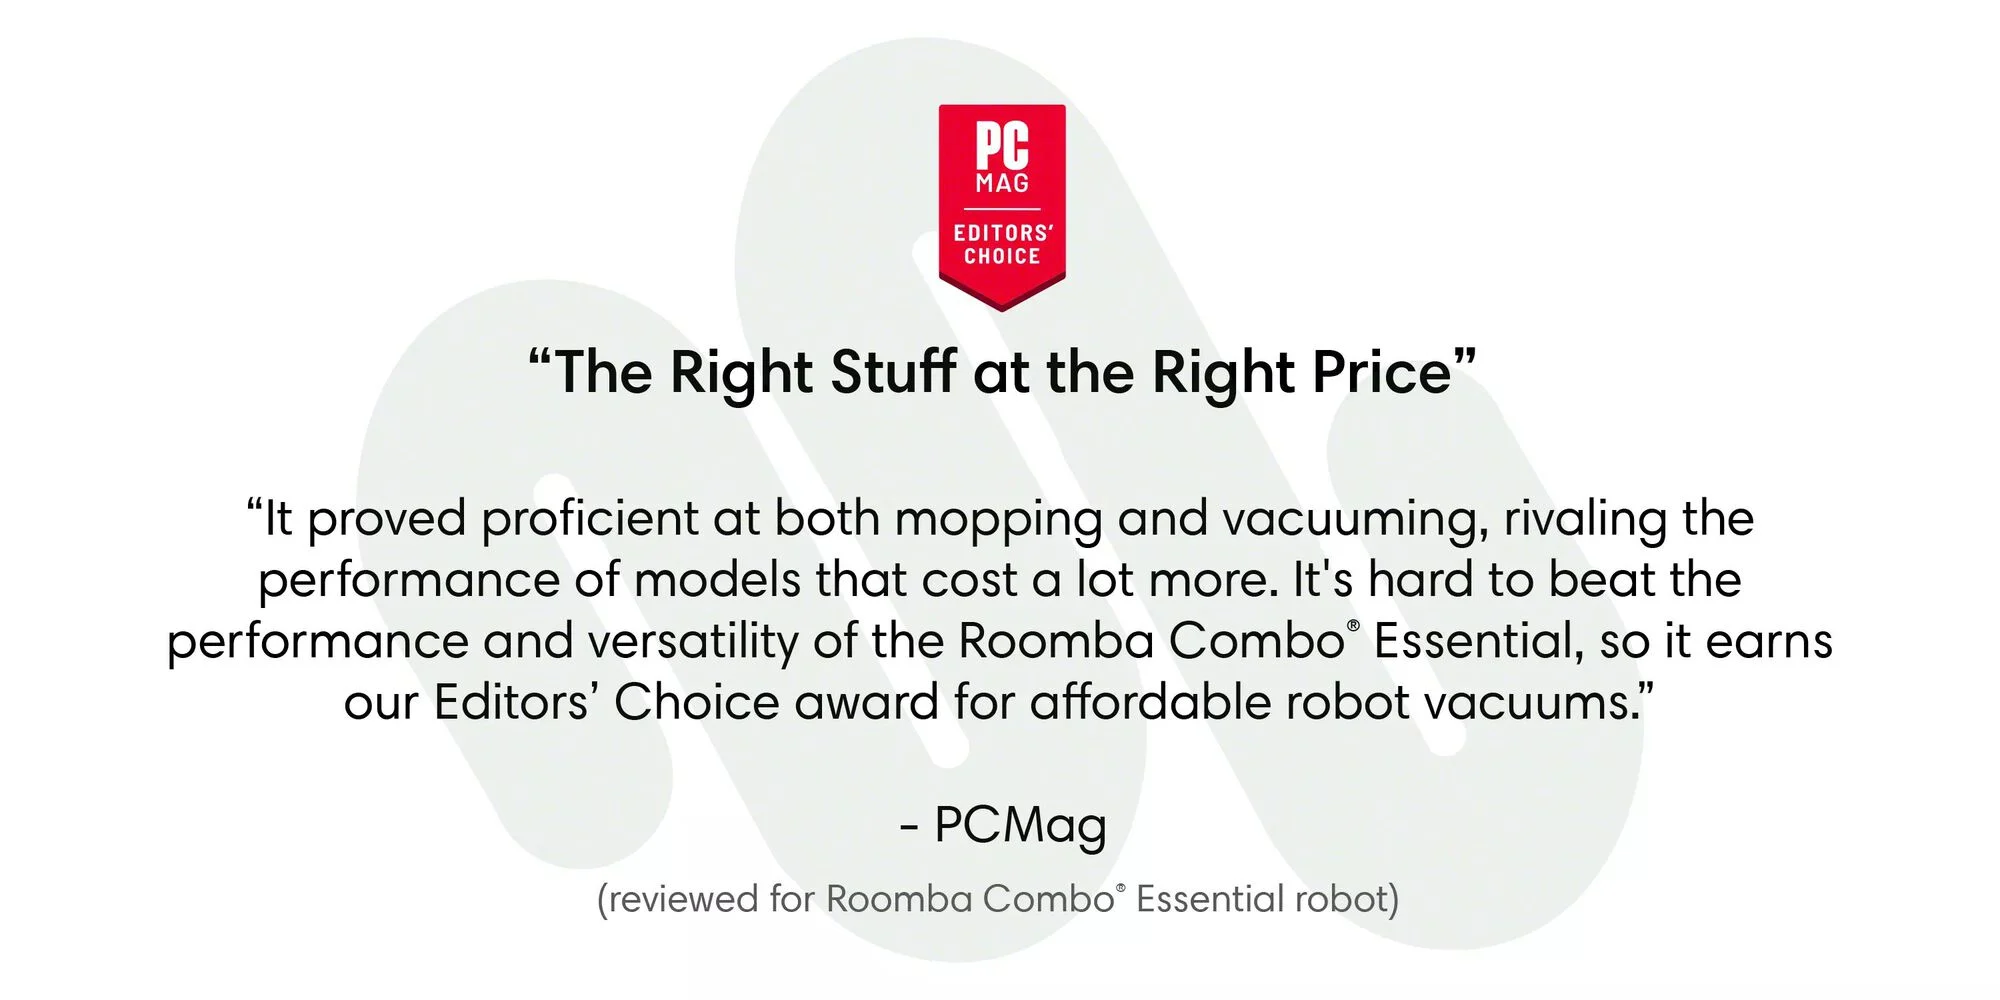 PC
MAG
EDITORS’
CHOICE
“The Right Stuff at the Right Price”
“It proved proficient at both mopping and vacuuming, rivaling the
performance of models that cost a lot more. It's hard to beat the
performance and versatility of the Roomba Combo® Essential, so it earns
our Editors’ Choice award for affordable robot vacuums.”
- PCMag
(reviewed for Roomba Combo® Essential robot)